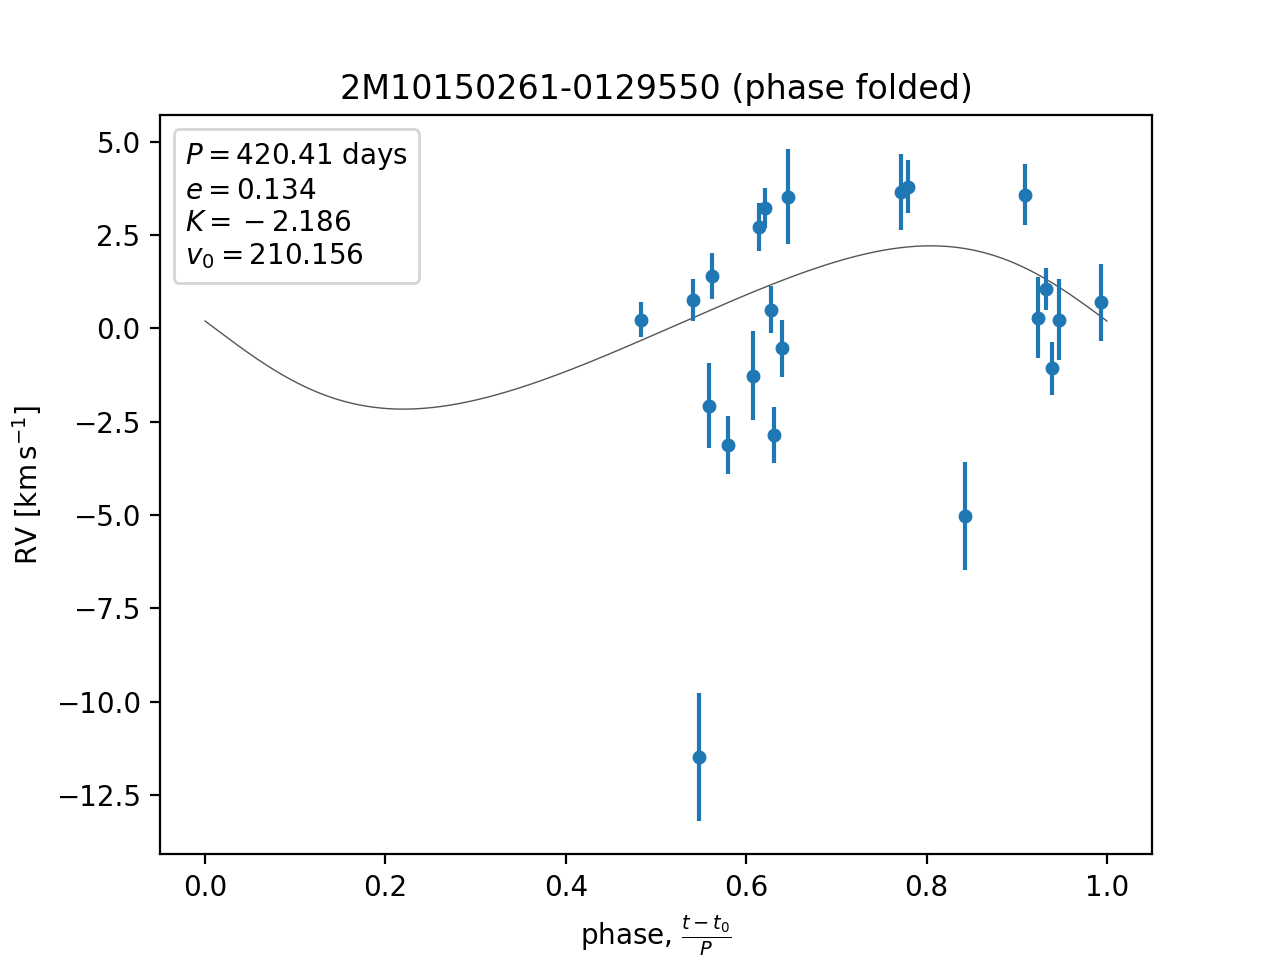 2M10150261-0129550 (phase folded)
P = 420.41 days
e = 0.134
K = −2.186
v₀ = 210.156
5.0
2.5
0.0
−2.5
−5.0
−7.5
−10.0
−12.5
RV [km s⁻¹]
0.0 0.2 0.4 0.6 0.8 1.0
phase, (t − t₀)/P